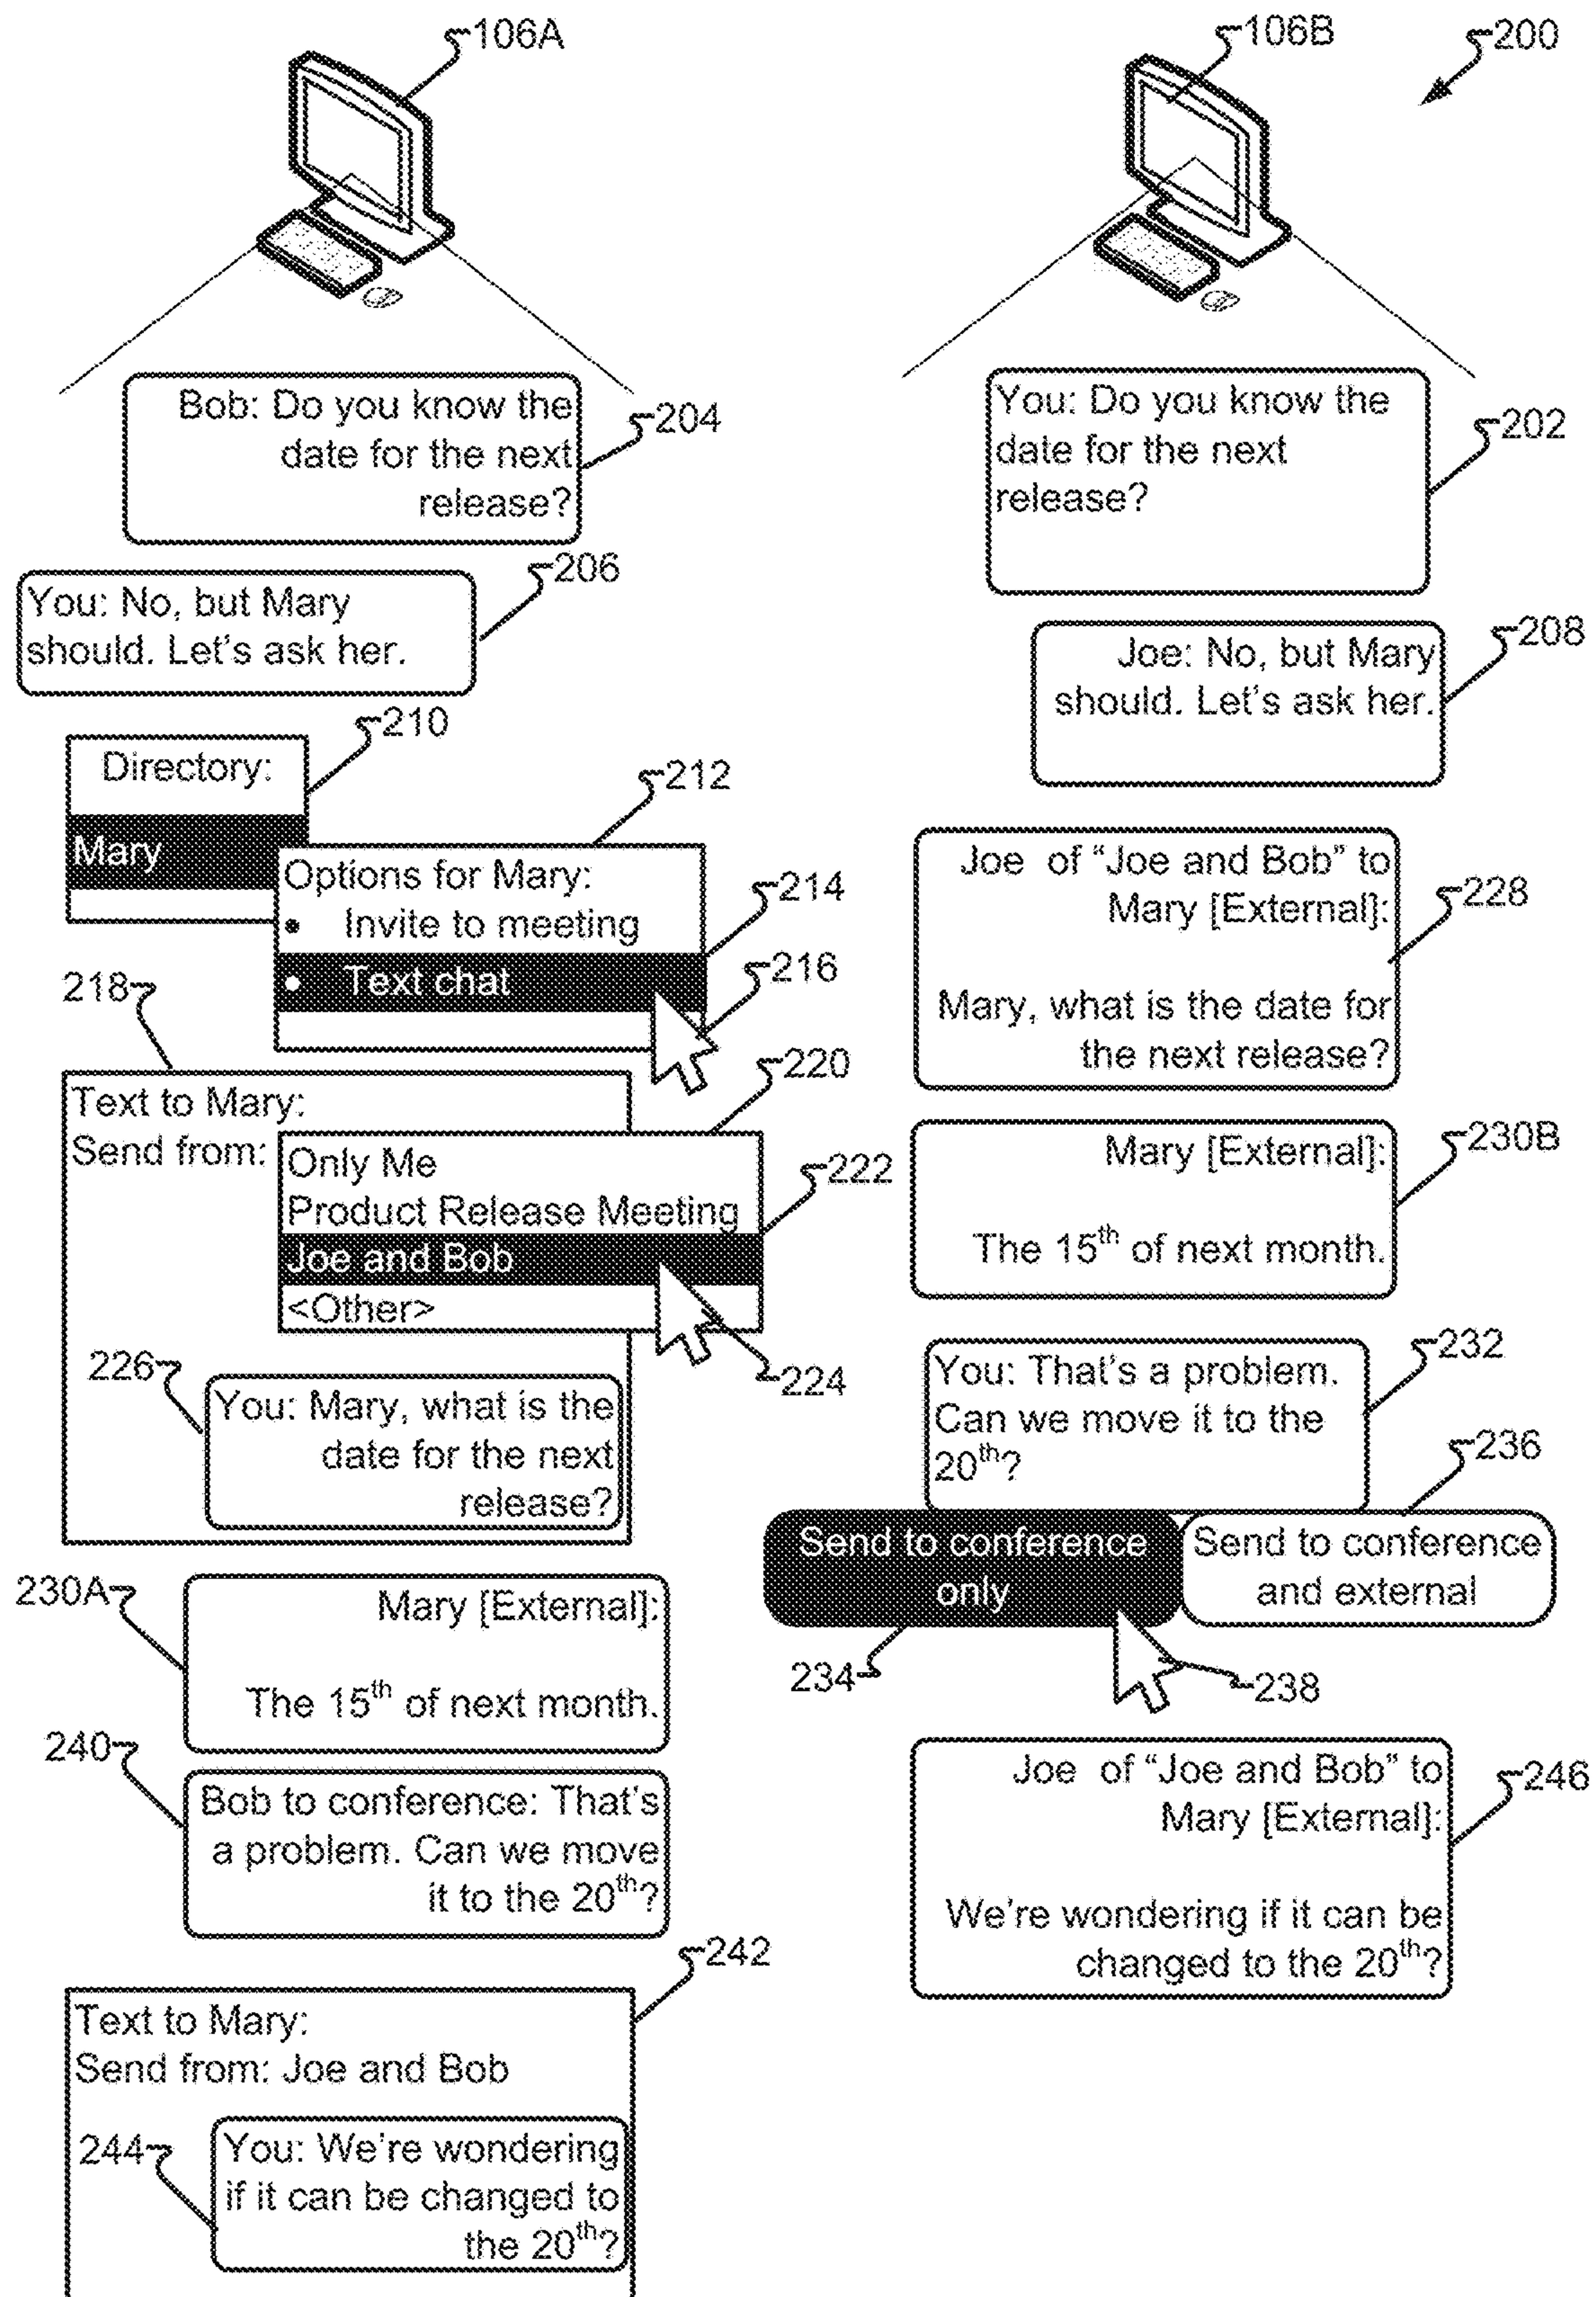 106A
106B
200
Bob: Do you know the
date for the next
release?
204
You: Do you know the
date for the next
release?
202
206
You: No, but Mary
should. Let's ask her.
208
Joe: No, but Mary
should. Let's ask her.
210
Directory:
Mary
212
Options for Mary:
• Invite to meeting
214
• Text chat
216
218
Text to Mary:
Send from:
220
Only Me
Product Release Meeting
222
Joe and Bob
<Other>
224
226
You: Mary, what is the
date for the next
release?
Joe of “Joe and Bob” to
Mary [External]:
228
Mary, what is the date for
the next release?
Mary [External]:
230B
The 15th of next month.
You: That's a problem.
Can we move it to the
20th?
232
236
Send to conference
only
Send to conference
and external
234
238
230A
Mary [External]:
The 15th of next month.
240
Bob to conference: That's
a problem. Can we move
it to the 20th?
242
Text to Mary:
Send from: Joe and Bob
244
You: We're wondering
if it can be changed to
the 20th?
Joe of “Joe and Bob” to
Mary [External]:
246
We're wondering if it can be
changed to the 20th?